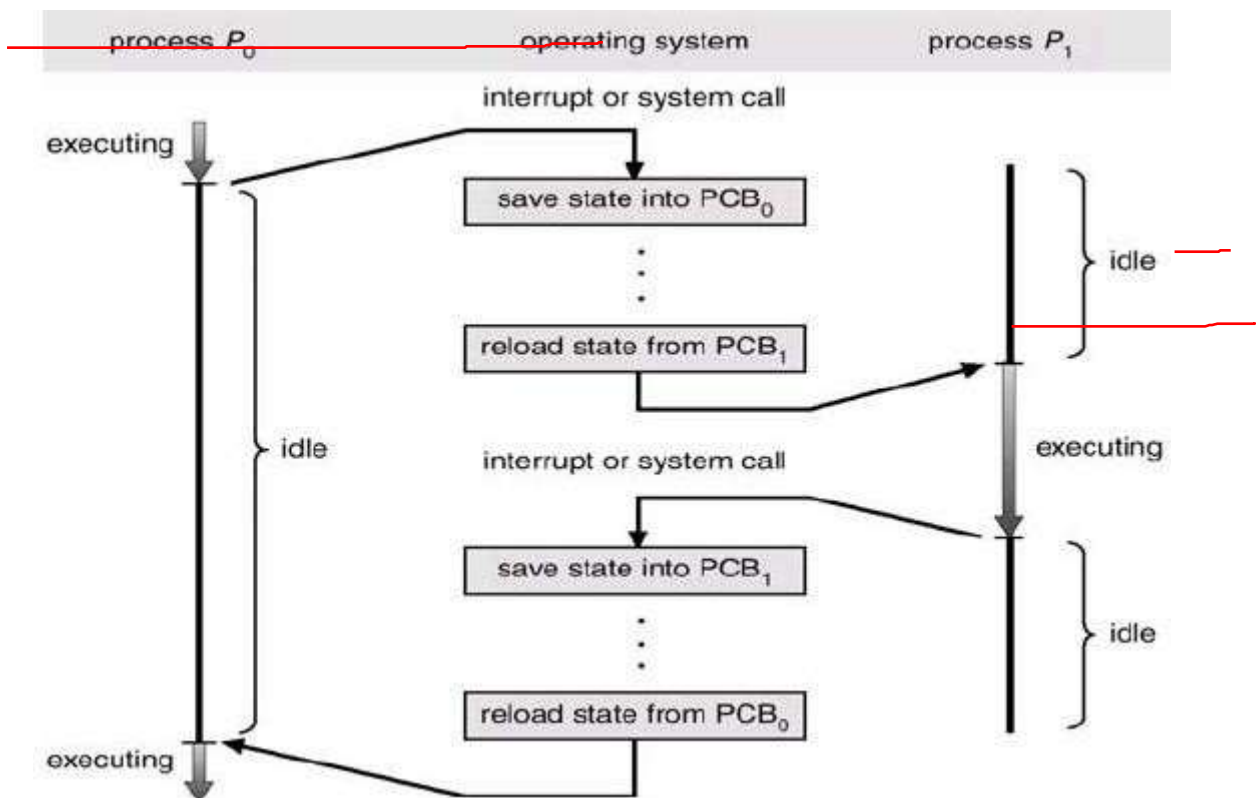 process P₀ operating system process P₁
interrupt or system call
executing
save state into PCB₀
idle
reload state from PCB₁
idle
executing
interrupt or system call
save state into PCB₁
idle
reload state from PCB₀
executing